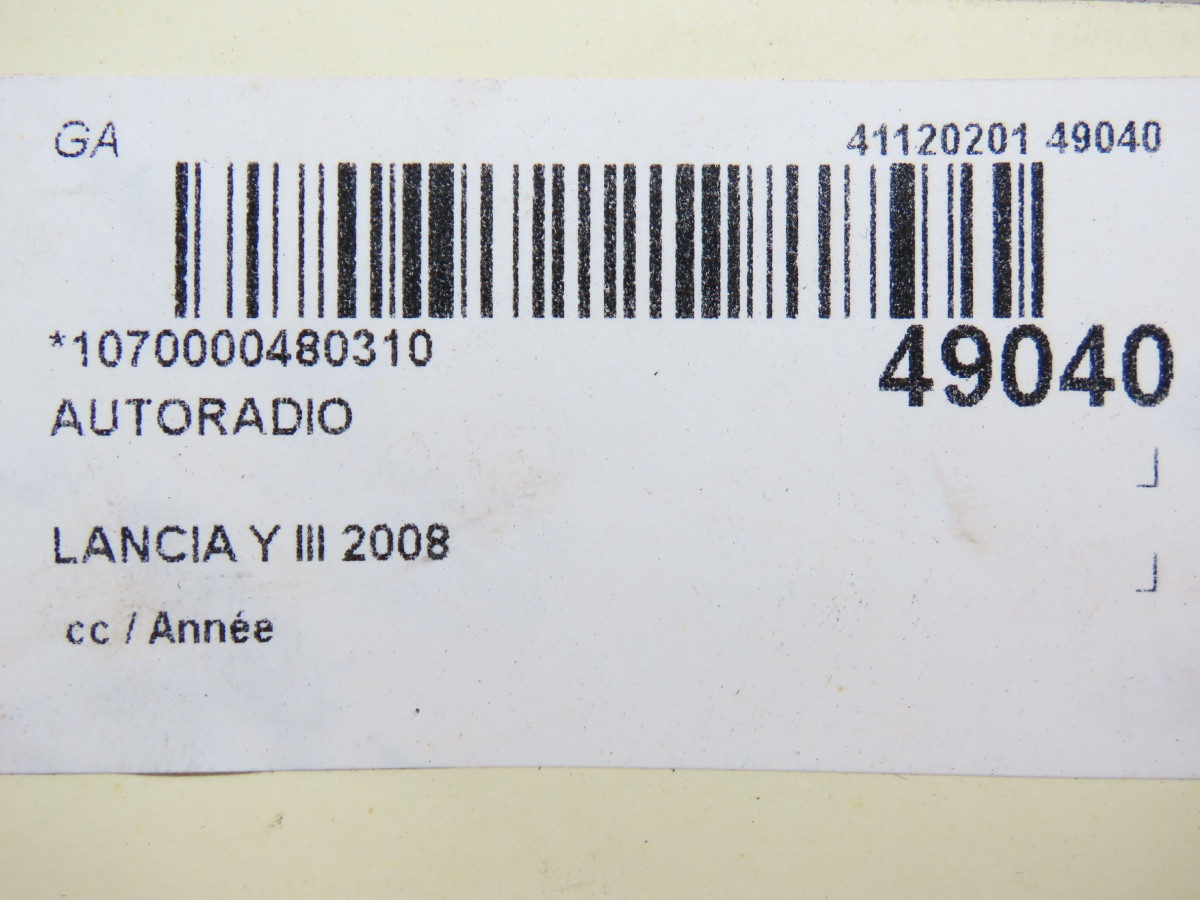 GA 41120201 49040
*1070000480310 49040
AUTORADIO
LANCIA Y III 2008
cc / Année